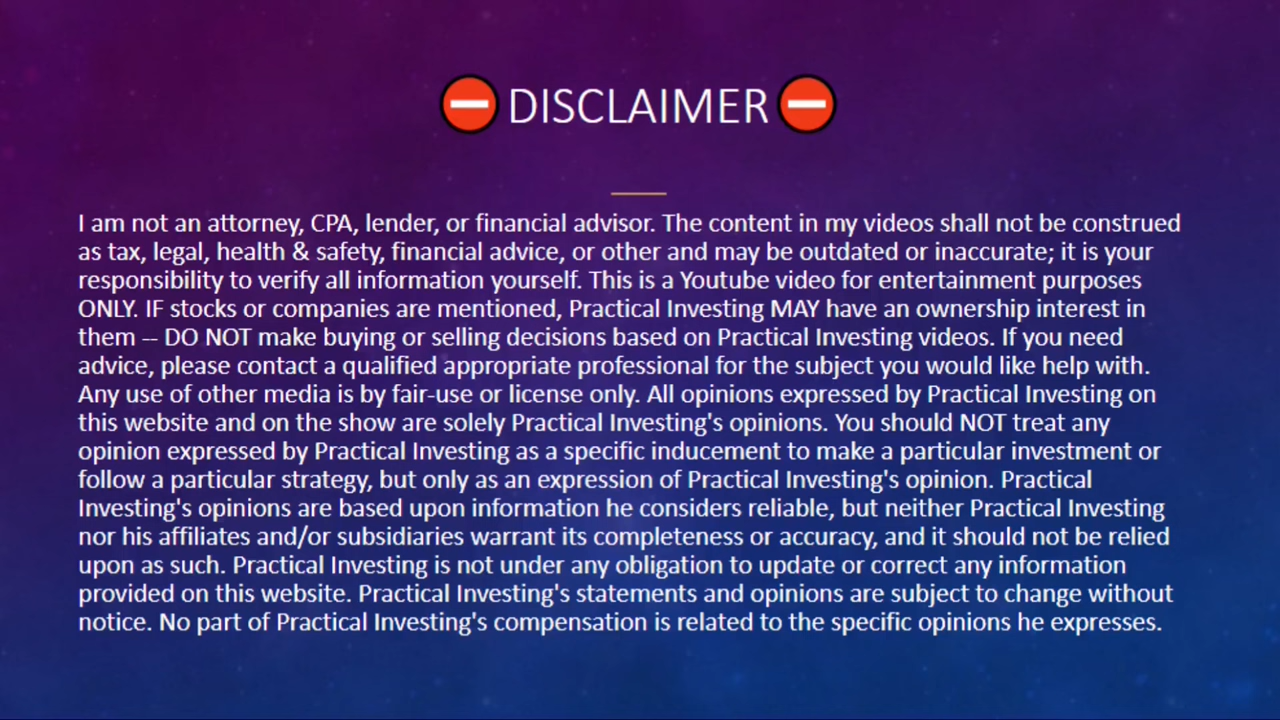 DISCLAIMER
I am not an attorney, CPA, lender, or financial advisor. The content in my videos shall not be construed
as tax, legal, health & safety, financial advice, or other and may be outdated or inaccurate; it is your
responsibility to verify all information yourself. This is a Youtube video for entertainment purposes
ONLY. IF stocks or companies are mentioned, Practical Investing MAY have an ownership interest in
them -- DO NOT make buying or selling decisions based on Practical Investing videos. If you need
advice, please contact a qualified appropriate professional for the subject you would like help with.
Any use of other media is by fair-use or license only. All opinions expressed by Practical Investing on
this website and on the show are solely Practical Investing's opinions. You should NOT treat any
opinion expressed by Practical Investing as a specific inducement to make a particular investment or
follow a particular strategy, but only as an expression of Practical Investing's opinion. Practical
Investing's opinions are based upon information he considers reliable, but neither Practical Investing
nor his affiliates and/or subsidiaries warrant its completeness or accuracy, and it should not be relied
upon as such. Practical Investing is not under any obligation to update or correct any information
provided on this website. Practical Investing's statements and opinions are subject to change without
notice. No part of Practical Investing's compensation is related to the specific opinions he expresses.